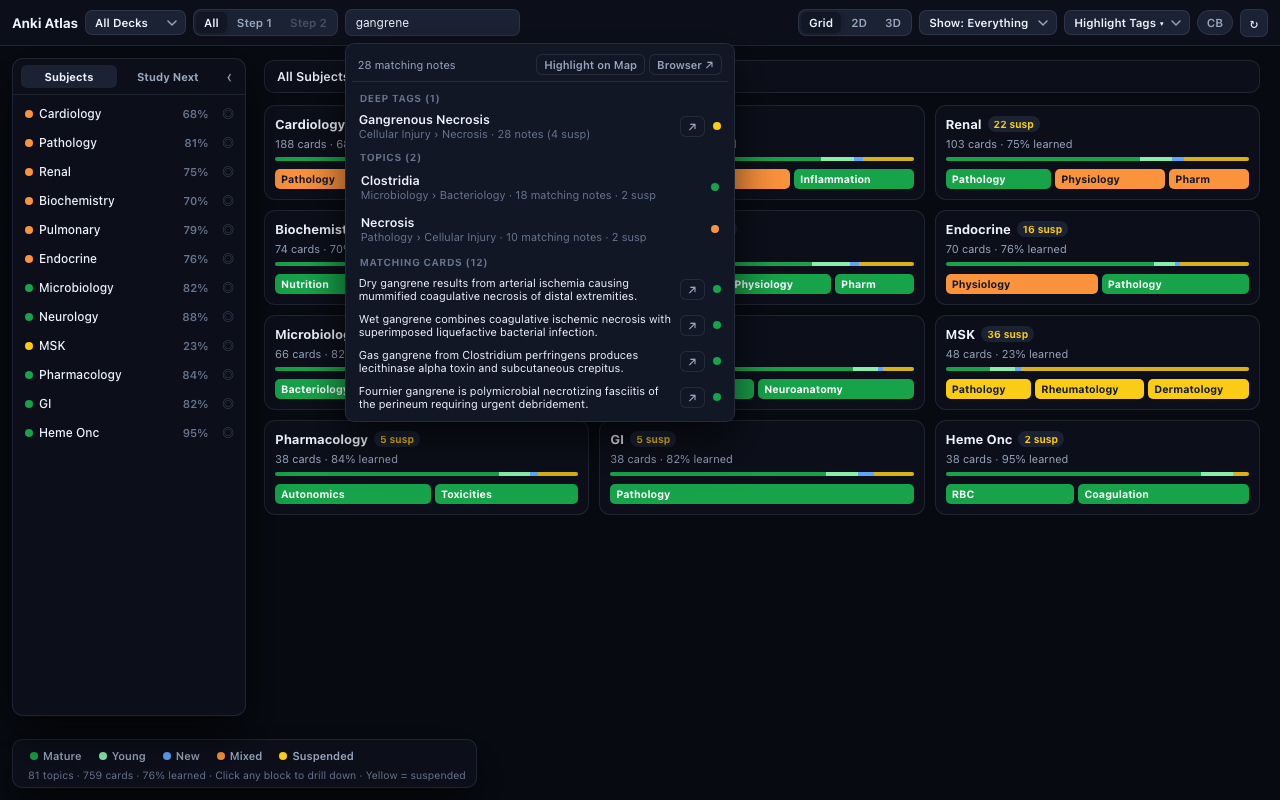 Anki Atlas
All Decks
All
Step 1
Step 2
gangrene
Grid
2D
3D
Show: Everything
Highlight Tags •
CB
↻
Subjects
Study Next
‹
Cardiology 68%
Pathology 81%
Renal 75%
Biochemistry 70%
Pulmonary 79%
Endocrine 76%
Microbiology 82%
Neurology 88%
MSK 23%
Pharmacology 84%
GI 82%
Heme Onc 95%
28 matching notes
Highlight on Map
Browser ↗
DEEP TAGS (1)
Gangrenous Necrosis
Cellular Injury › Necrosis · 28 notes (4 susp)
TOPICS (2)
Clostridia
Microbiology › Bacteriology · 18 matching notes · 2 susp
Necrosis
Pathology › Cellular Injury · 10 matching notes · 2 susp
MATCHING CARDS (12)
Dry gangrene results from arterial ischemia causing
mummified coagulative necrosis of distal extremities.
Wet gangrene combines coagulative ischemic necrosis with
superimposed liquefactive bacterial infection.
Gas gangrene from Clostridium perfringens produces
lecithinase alpha toxin and subcutaneous crepitus.
Fournier gangrene is polymicrobial necrotizing fasciitis of
the perineum requiring urgent debridement.
All Subjects
Cardiology
188 cards · 68
Pathology
Inflammation
Renal 22 susp
103 cards · 75% learned
Pathology
Physiology
Pharm
Biochemist
74 cards · 70%
Nutrition
Physiology
Pharm
Endocrine 16 susp
70 cards · 76% learned
Physiology
Pathology
Microbiolog
66 cards · 82
Bacteriology
Neuroanatomy
MSK 36 susp
48 cards · 23% learned
Pathology
Rheumatology
Dermatology
Pharmacology 5 susp
38 cards · 84% learned
Autonomics
Toxicities
GI 5 susp
38 cards · 82% learned
Pathology
Heme Onc 2 susp
38 cards · 95% learned
RBC
Coagulation
Mature
Young
New
Mixed
Suspended
81 topics · 759 cards · 76% learned · Click any block to drill down · Yellow = suspended